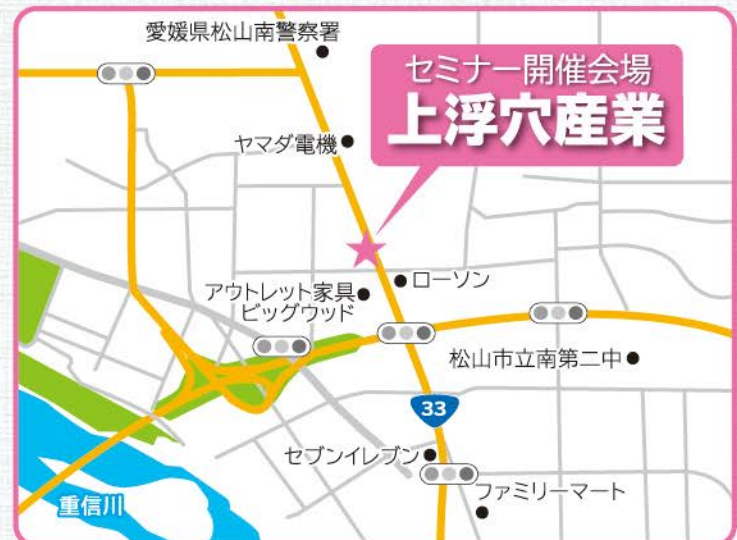 愛媛県松山南警察署
セミナー開催会場
上浮穴産業
ヤマダ電機
ローソン
アウトレット家具
ビッグウッド
松山市立南第二中
33
セブンイレブン
ファミリーマート
重信川